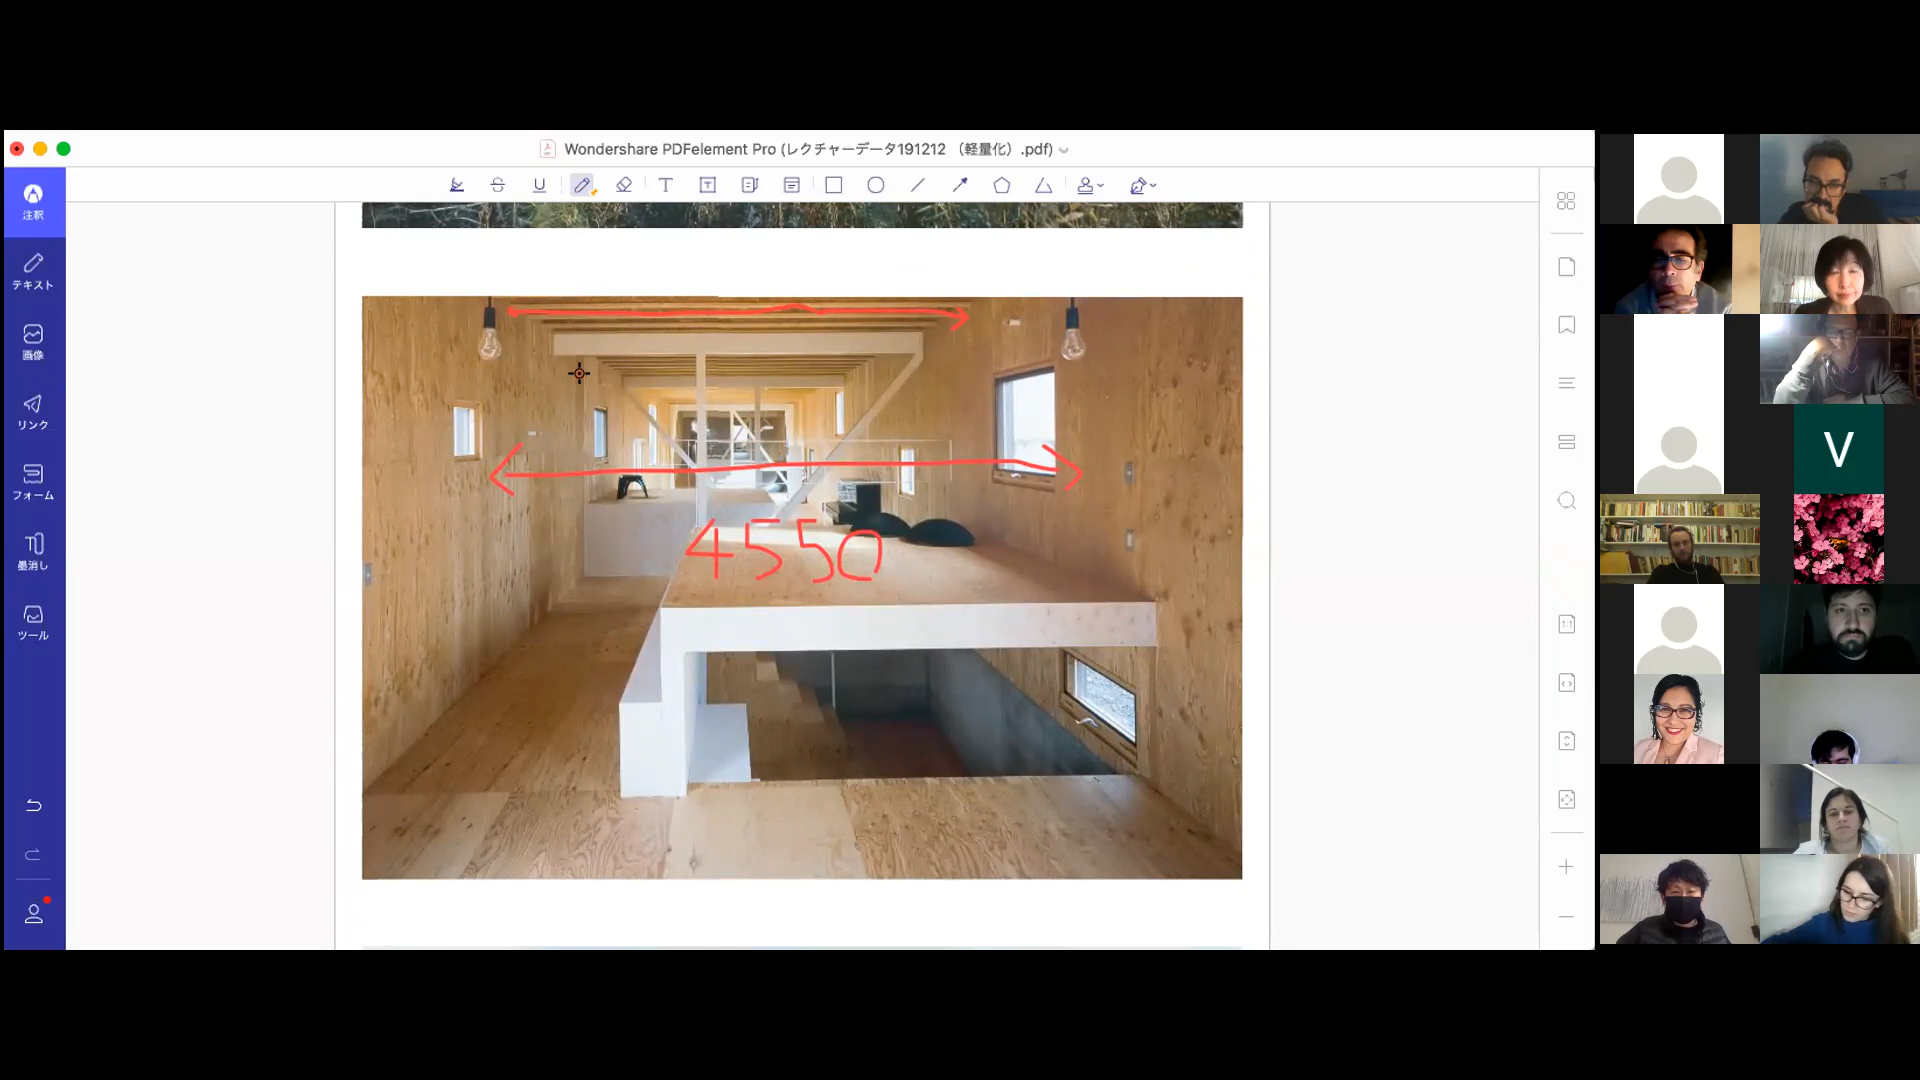 Wondershare PDFelement Pro (レクチャーデータ191212 （軽量化）.pdf)
注釈
テキスト
画像
リンク
フォーム
墨消し
ツール
4550
V